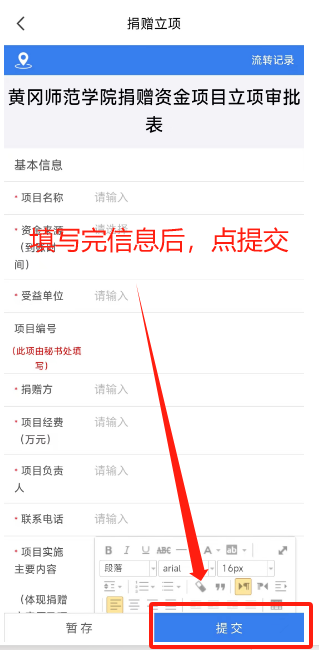 捐赠立项
流转记录
黄冈师范学院捐赠资金项目立项审批
表
基本信息
* 项目名称 请输入
* 资金来源 请选择
(到账时
间)
填写完信息后，点提交
* 受益单位 请输入
项目编号
(此项由秘书处填
写)
* 捐赠方 请输入
* 项目经费 请输入
(万元)
* 项目负责 请输入
人
* 联系电话 请输入
* 项目实施
主要内容
(体现捐赠
B I U ABC A ab
段落 arial 16px
暂存 提交